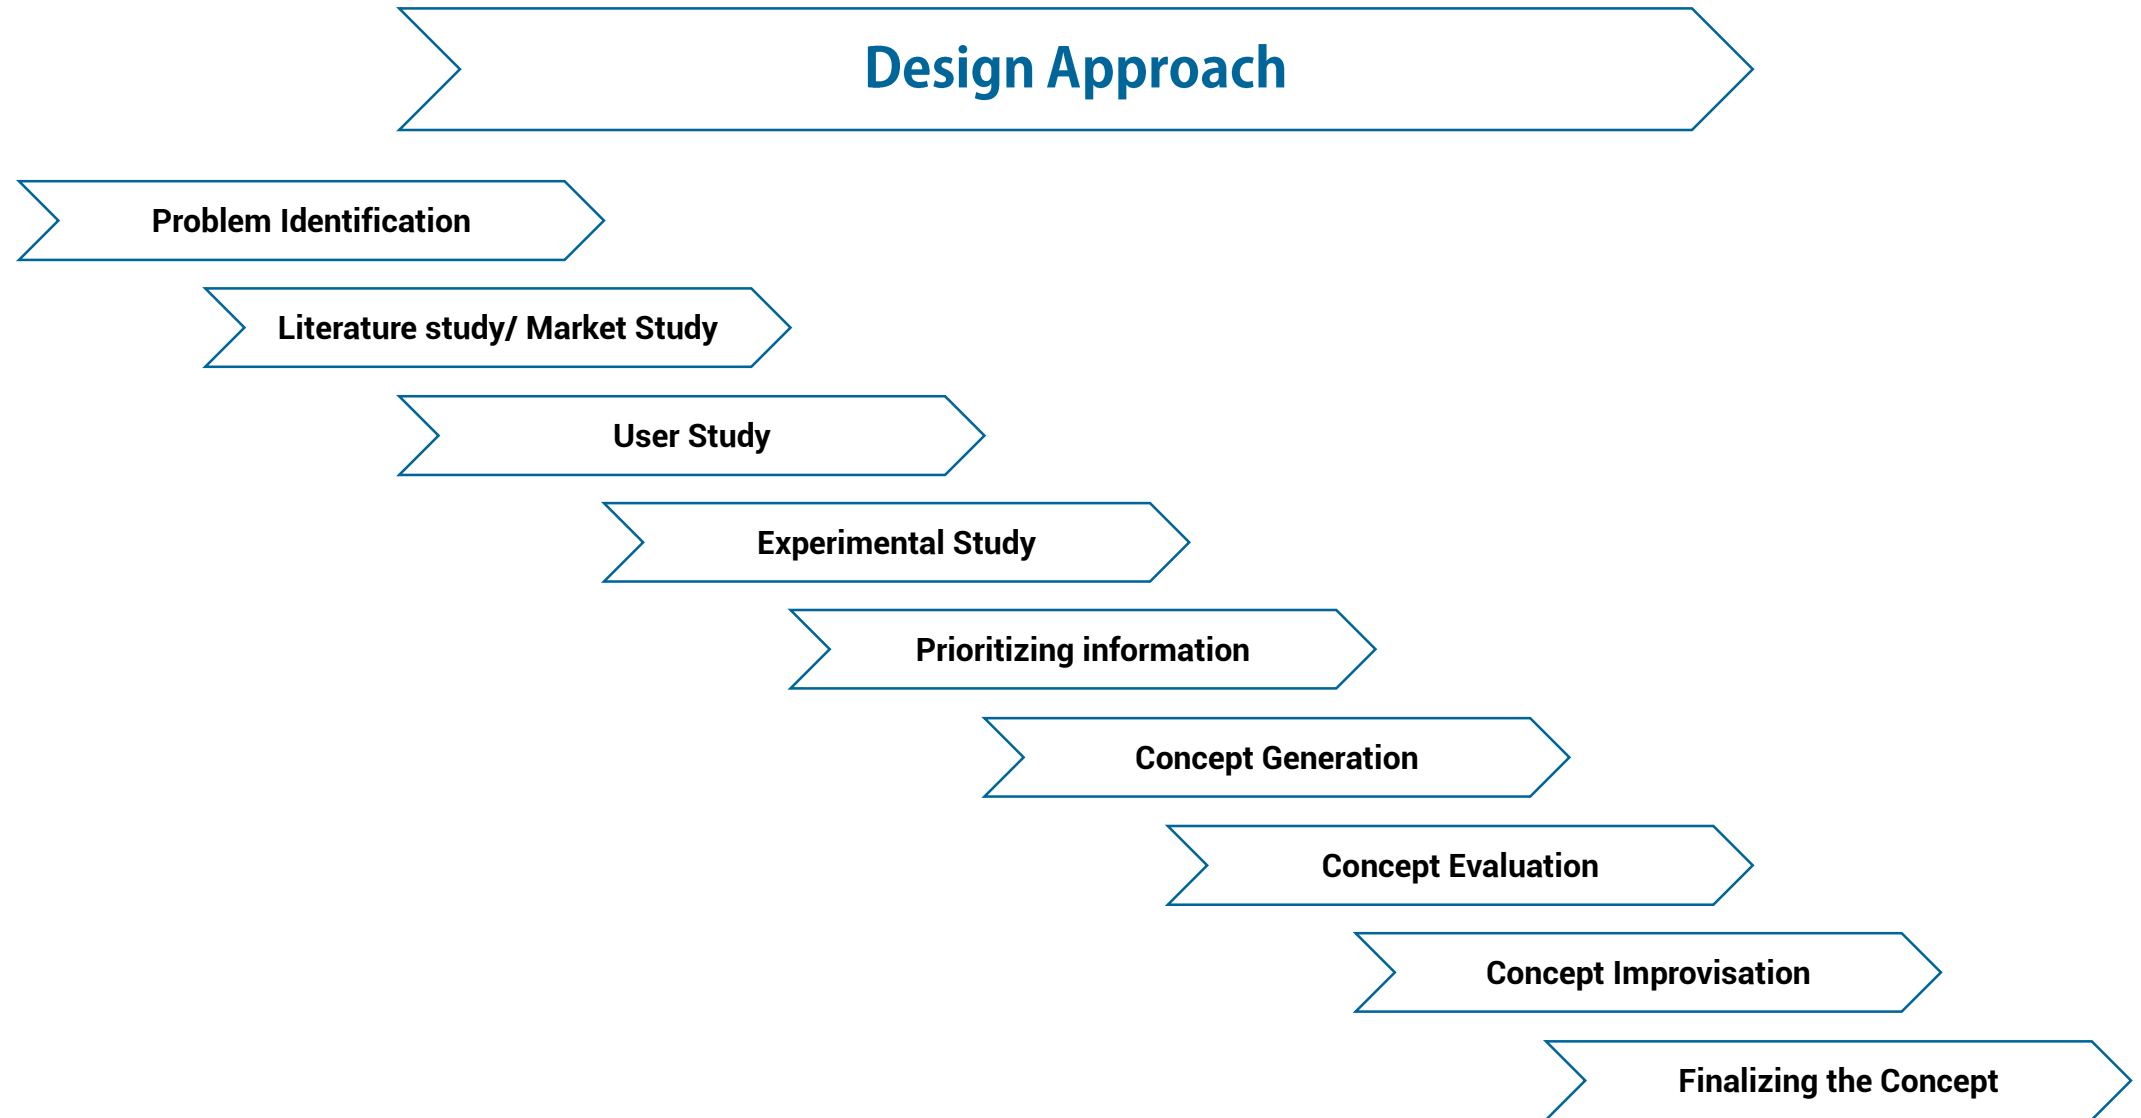 Design Approach
Problem Identification
Literature study/ Market Study
User Study
Experimental Study
Prioritizing information
Concept Generation
Concept Evaluation
Concept Improvisation
Finalizing the Concept